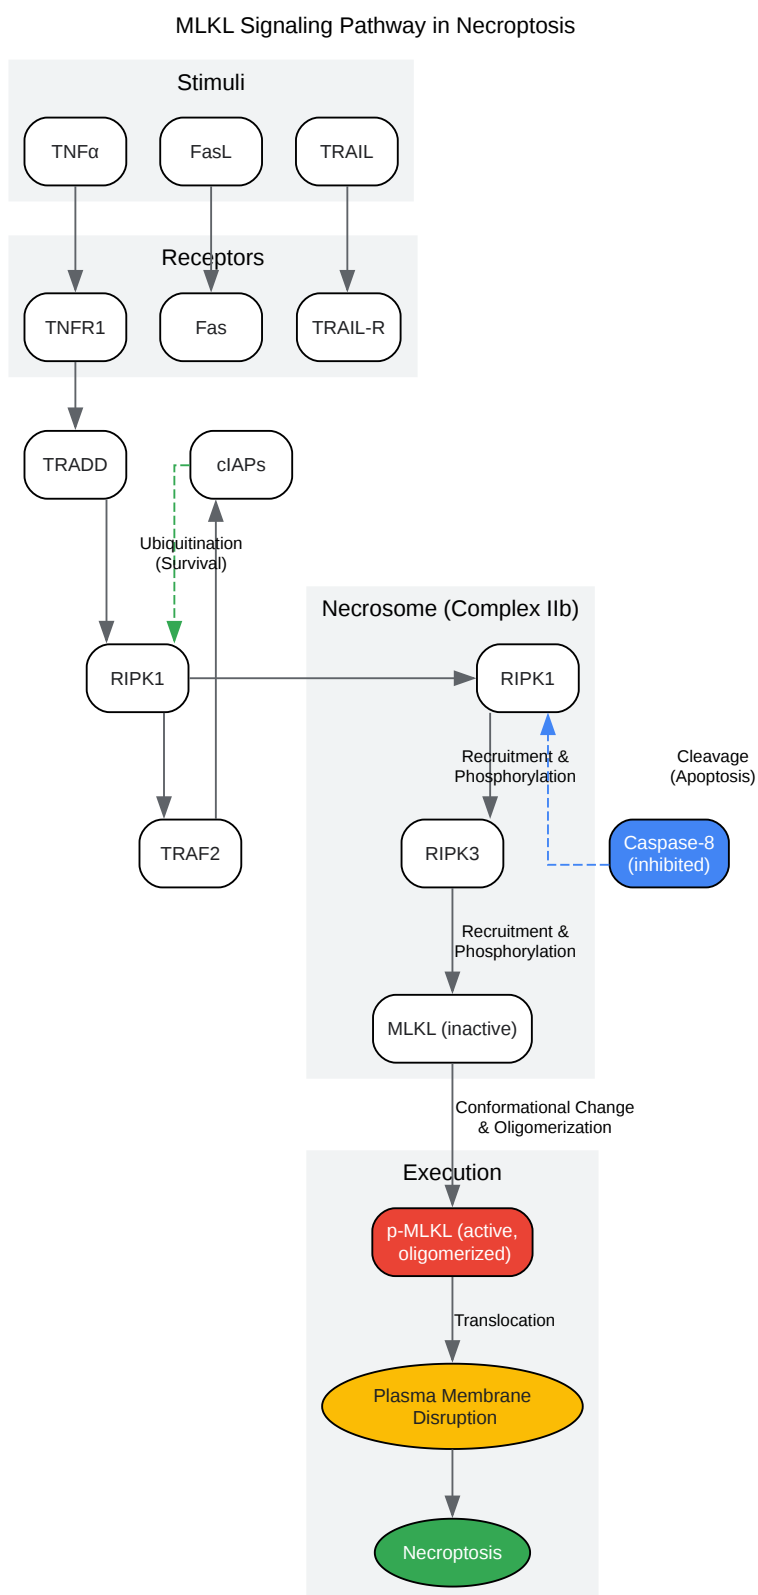 MLKL Signaling Pathway in Necroptosis
Stimuli
TNFα
FasL
TRAIL
Receptors
TNFR1
Fas
TRAIL-R
TRADD
cIAPs
Ubiquitination
(Survival)
Necrosome (Complex IIb)
RIPK1
RIPK1
Recruitment &
Phosphorylation
Cleavage
(Apoptosis)
TRAF2
RIPK3
Caspase-8
(inhibited)
Recruitment &
Phosphorylation
MLKL (inactive)
Conformational Change
& Oligomerization
Execution
p-MLKL (active,
oligomerized)
Translocation
Plasma Membrane
Disruption
Necroptosis